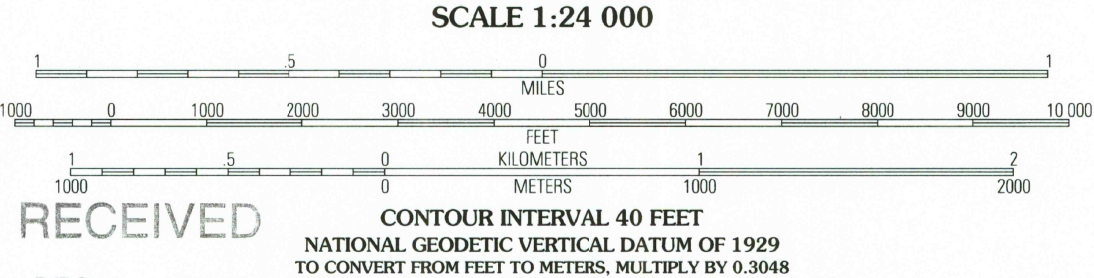 SCALE 1:24 000
1 .5 0 1
MILES
1000 0 1000 2000 3000 4000 5000 6000 7000 8000 9000 10 000
FEET
1 .5 0 KILOMETERS 1 2
1000 0 METERS 1000 2000
RECEIVED
CONTOUR INTERVAL 40 FEET
NATIONAL GEODETIC VERTICAL DATUM OF 1929
TO CONVERT FROM FEET TO METERS, MULTIPLY BY 0.3048